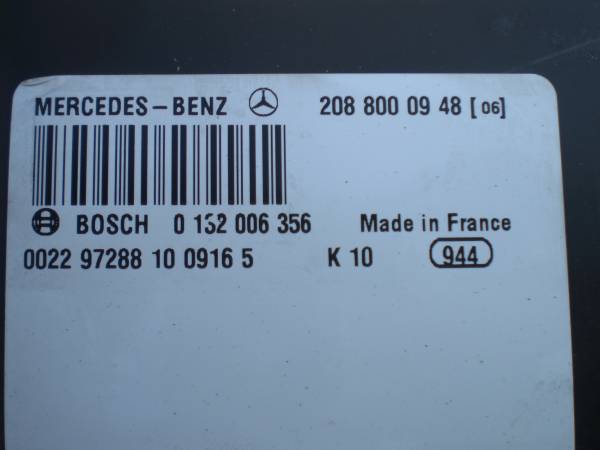 MERCEDES-BENZ 208 800 09 48 [06]
BOSCH 0 132 006 356 Made in France
0022 97288 10 0916 5 K 10 944